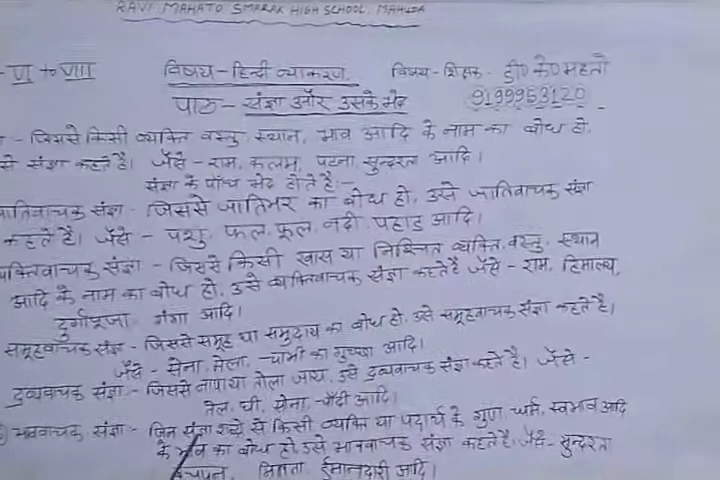 RAVI MAHATO SMARAK HIGH SCHOOL, MAHUDA
- VI to VIII विषय - हिन्दी व्याकरण विषय - शिक्षक - डी० के० महतो
पाठ - संज्ञा और उसके भेद 9199953120
- जिससे किसी व्यक्ति वस्तु, स्थान, भाव आदि के नाम का बोध हो,
से संज्ञा कहते है। जैसे - राम, कलम, पटना, सुन्दरता आदि।
संज्ञा के पाँच भेद होते है:-
जातिवाचक संज्ञा - जिससे जातिभर का बोध हो, उसे जातिवाचक संज्ञा
कहते है। जैसे - पशु, फल, फूल, नदी, पहाड़ आदि।
व्यक्तिवाचक संज्ञा - जिससे किसी खास या निश्चित व्यक्ति, वस्तु, स्थान
आदि के नाम का बोध हो, उसे व्यक्तिवाचक संज्ञा कहते है जैसे - राम, हिमालय,
दुर्गापूजा, गंगा आदि।
समूहवाचक संज्ञा - जिससे समूह या समुदाय का बोध हो, उसे समूहवाचक संज्ञा कहते है।
जैसे - सेना, मेला, चाभी का गुच्छा आदि।
द्रव्यवाचक संज्ञा - जिससे नापा या तोला जाय, उसे द्रव्यवाचक संज्ञा कहते है। जैसे -
तेल, घी, सोना, चाँदी आदि।
भाववाचक संज्ञा - जिन संज्ञा शब्दों से किसी व्यक्ति या पदार्थ के गुण धर्म, स्वभाव आदि
के भाव का बोध हो उसे भाववाचक संज्ञा कहते है, जैसे - सुन्दरता
बचपन, मित्रता, ईमानदारी आदि।